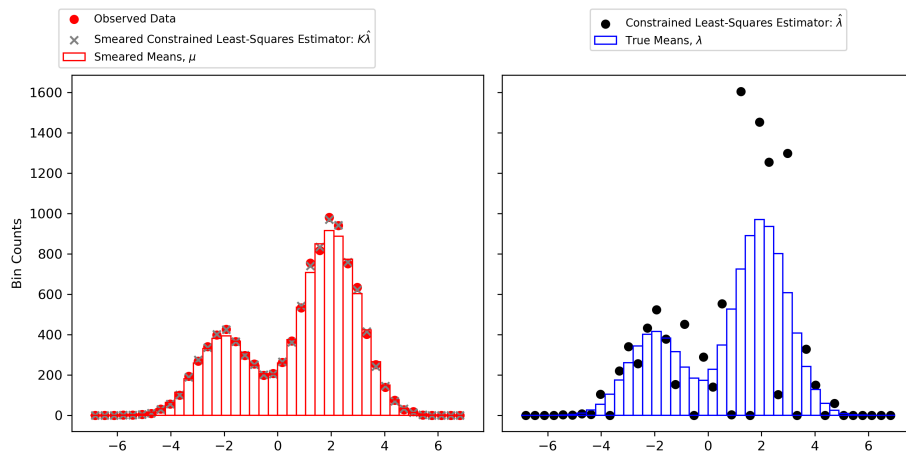 Observed Data
Smeared Constrained Least-Squares Estimator: Kλ̂
Smeared Means, μ
Constrained Least-Squares Estimator: λ̂
True Means, λ
Bin Counts
1600
1400
1200
1000
800
600
400
200
0
−6 −4 −2 0 2 4 6
−6 −4 −2 0 2 4 6